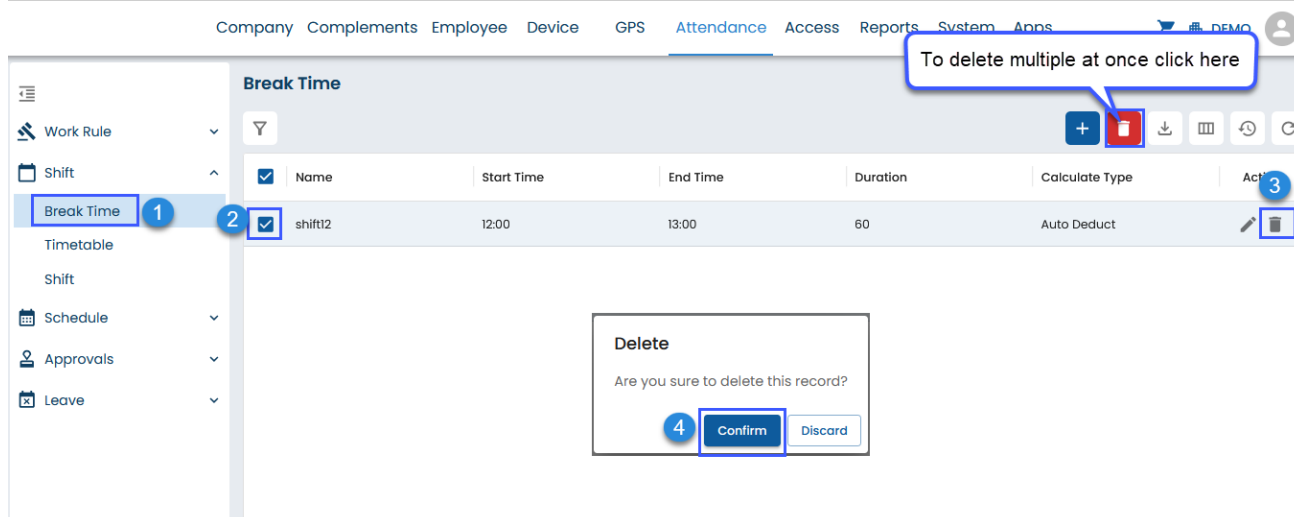 Company Complements Employee Device GPS Attendance Access Reports System Apps DEMO
To delete multiple at once click here
Break Time
Work Rule
Shift
Break Time 1
Timetable
Shift
Schedule
Approvals
Leave
Name Start Time End Time Duration Calculate Type 3
2 shift12 12:00 13:00 60 Auto Deduct
Delete
Are you sure to delete this record?
4 Confirm Discard